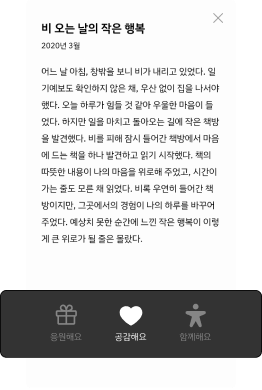 비 오는 날의 작은 행복
2020년 3월
어느 날 아침, 창밖을 보니 비가 내리고 있었다. 일
기예보도 확인하지 않은 채, 우산 없이 집을 나서야
했다. 오늘 하루가 힘들 것 같아 우울한 마음이 들
었다. 하지만 일을 마치고 돌아오는 길에 작은 책방
을 발견했다. 비를 피해 잠시 들어간 책방에서 마음
에 드는 책을 하나 발견하고 읽기 시작했다. 책의
따뜻한 내용이 나의 마음을 위로해 주었고, 시간이
가는 줄도 모른 채 읽었다. 비록 우연히 들어간 책
방이지만, 그곳에서의 경험이 나의 하루를 바꾸어
주었다. 예상치 못한 순간에 느낀 작은 행복이 이렇
게 큰 위로가 될 줄은 몰랐다.
응원해요 공감해요 함께해요